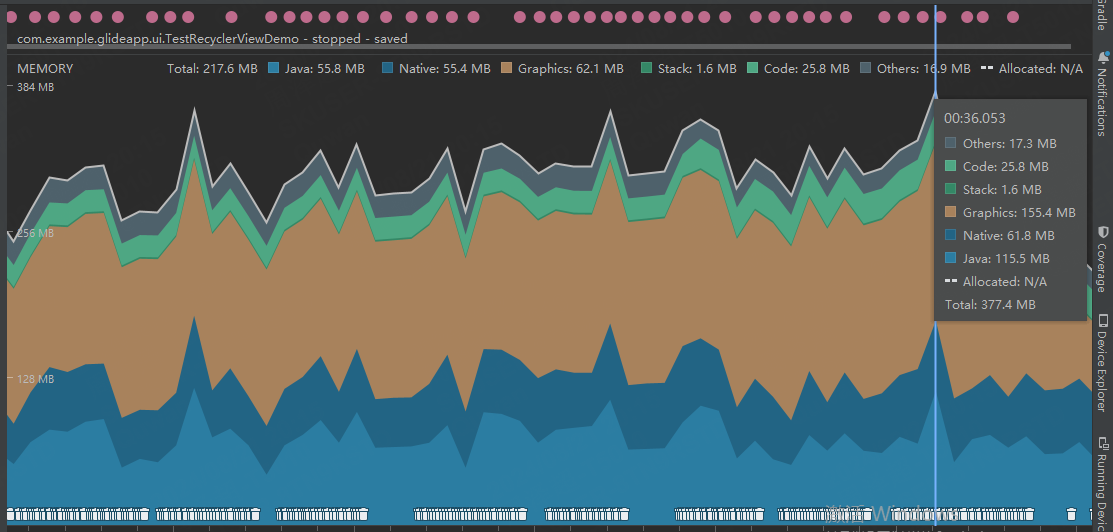 com.example.glideapp.ui.TestRecyclerViewDemo - stopped - saved
MEMORY Total: 217.6 MB Java: 55.8 MB Native: 55.4 MB Graphics: 62.1 MB Stack: 1.6 MB Code: 25.8 MB Others: 16.9 MB Allocated: N/A
384 MB
256 MB
128 MB
00:36.053
Others: 17.3 MB
Code: 25.8 MB
Stack: 1.6 MB
Graphics: 155.4 MB
Native: 61.8 MB
Java: 115.5 MB
Allocated: N/A
Total: 377.4 MB
Windows
Gradle
Notifications
Coverage
Device Explorer
Running Devi